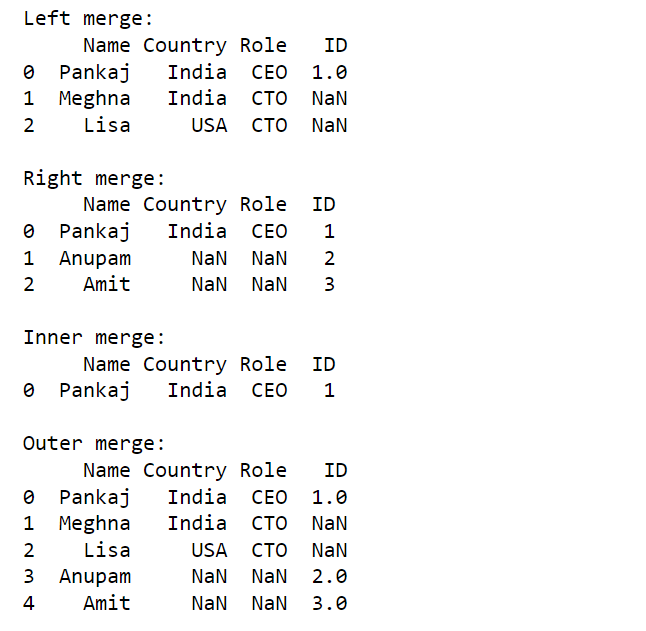 Left merge:
     Name Country Role   ID
0  Pankaj   India  CEO  1.0
1  Meghna   India  CTO  NaN
2    Lisa     USA  CTO  NaN

Right merge:
     Name Country Role  ID
0  Pankaj   India  CEO   1
1  Anupam     NaN  NaN   2
2    Amit     NaN  NaN   3

Inner merge:
     Name Country Role  ID
0  Pankaj   India  CEO   1

Outer merge:
     Name Country Role   ID
0  Pankaj   India  CEO  1.0
1  Meghna   India  CTO  NaN
2    Lisa     USA  CTO  NaN
3  Anupam     NaN  NaN  2.0
4    Amit     NaN  NaN  3.0